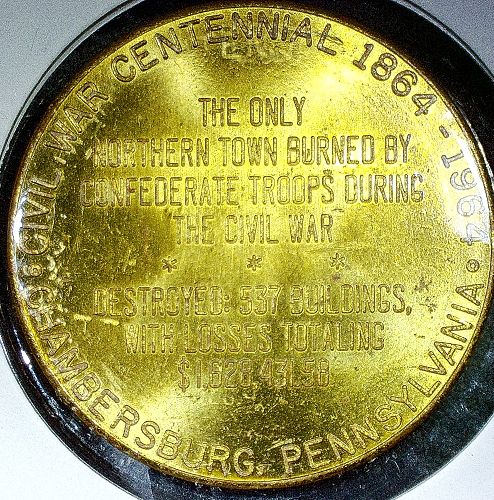 CIVIL WAR CENTENNIAL 1864-1964
THE ONLY
NORTHERN TOWN BURNED BY
CONFEDERATE TROOPS DURING
THE CIVIL WAR
* * *
DESTROYED: 537 BUILDINGS,
WITH LOSSES TOTALING
$1,628,431.58
CHAMBERSBURG, PENNSYLVANIA